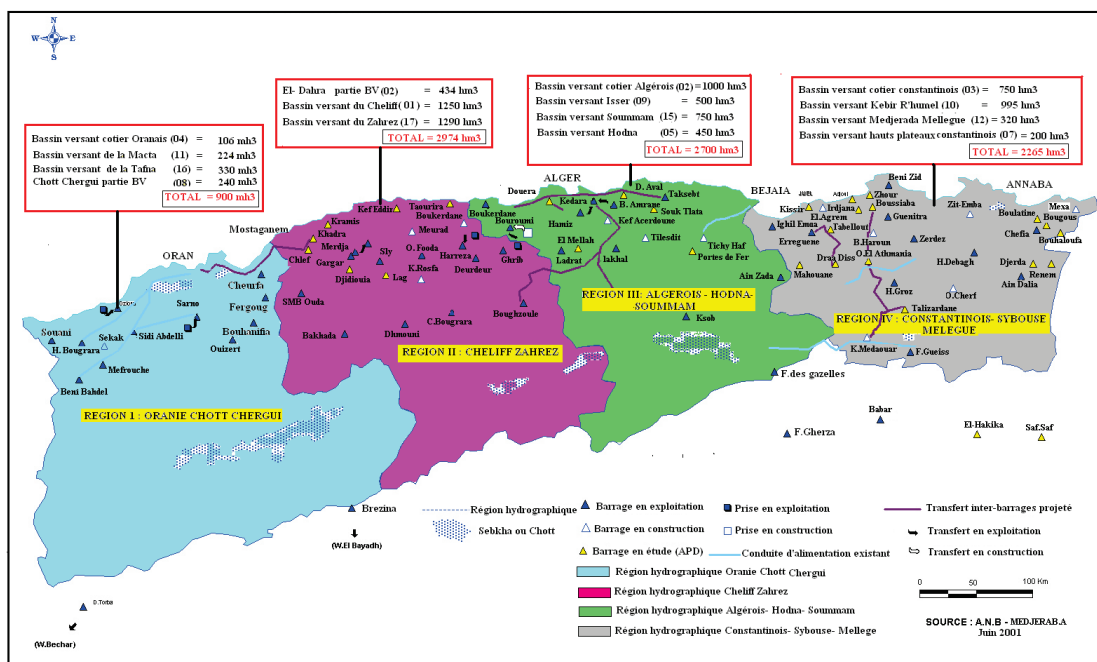 N
W E
S
Bassin versant cotier Oranais (04) = 106 mh3
Bassin versant de la Macta (11) = 224 mh3
Bassin versant de la Tafna (16) = 330 mh3
Chott Chergui partie BV (08) = 240 mh3
TOTAL = 900 mh3
El- Dahra partie BV (02) = 434 hm3
Bassin versant du Cheliff (01) = 1250 hm3
Bassin versant du Zahrez (17) = 1290 hm3
TOTAL = 2974 hm3
Bassin versant cotier Algérois (02) =1000 hm3
Bassin versant Isser (09) = 500 hm3
Bassin versant Soummam (15) = 750 hm3
Bassin versant Hodna (05) = 450 hm3
TOTAL = 2700 hm3
Bassin versant cotier constantinois (03) = 750 hm3
Bassin versant Kebir R'humel (10) = 995 hm3
Bassin versant Medjerada Mellegue (12) = 320 hm3
Bassin versant hauts plateaux constantinois (07) = 200 hm3
TOTAL = 2265 hm3
Mostaganem
ORAN
Cheurfa
Fergoug
Sarno
Bouhanifia
Ouizert
Souani
H. Bougrara
Sekak
Sidi Abdelli
Mefrouche
Beni Bahdel
REGION I : ORANIE CHOTT CHERGUI
Kef Eddir
Kramis
Khadra
Chlef
Merdja
Gargar
Djidiouia
Sly
Lag
SMB Ouda
Bakhada
Taourira
Boukerdane
Mourad
O. Fooda
K.Rosfa
Harreza
Deurdeur
Ghrib
Dhmouni
C.Bougrara
Boughzoule
REGION II : CHELIFF ZAHREZ
ALGER
Douera
Boukerdane
Bouroumi
Kedara
Hamiz
B. Amrane
D. Aval
Taksebt
Souk Tlata
Kef Acerdoune
El Mellah
Ladrat
lakhal
Tilesdit
Tichy Haf
Portes de Fer
Ain Zada
Ksob
REGION III: ALGEROIS - HODNA
-SOUMMAM
BEJAIA
Kissir
Ighil Emoa
Erreguene
Irdjana
El.Agrem
Tabellout
Mahouane
Draa Diss
Beni Zid
Zhour
Boussiaba
Guenitra
B.Haroun
O.El Athmania
Zerdez
H.Groz
Talizardane
K.Medaouar
F.Gueiss
Zit-Emba
H.Debagh
O.Cherf
ANNABA
Mexa
Boulatine
Bougous
Chefia
Bouhaloufa
Djerda
Renem
Ain Dalia
REGION IV : CONSTANTINOIS- SYBOUSE
MELEGUE
F.des gazelles
F.Gherza
Babar
El-Hakika
Saf.Saf
Brezina
(W.El Bayadh)
D.Torba
(W.Bechar)
Région hydrographique
Sebkha ou Chott
Barrage en exploitation
Barrage en construction
Barrage en étude (APD)
Prise en exploitation
Prise en construction
Conduite d'alimentation existant
Transfert inter-barrages projeté
Transfert en exploitation
Transfert en construction
Région hydrographique Oranie Chott Chergui
Région hydrographique Cheliff Zahrez
Région hydrographique Algérois- Hodna- Soummam
Région hydrographique Constantinois- Sybouse- Mellege
0 50 100 Km
SOURCE : A.N.B - MEDJERAB.A
Juin 2001